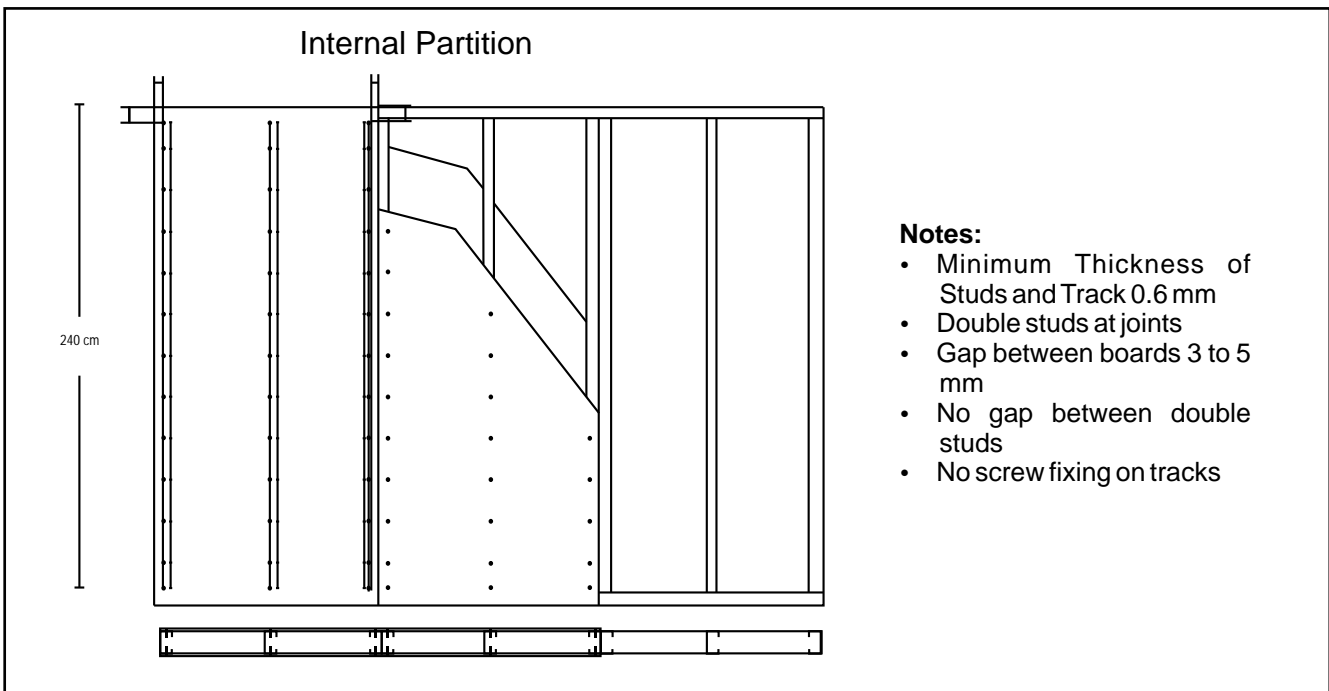 Internal Partition
240 cm
Notes:
• Minimum Thickness of
Studs and Track 0.6 mm
• Double studs at joints
• Gap between boards 3 to 5
mm
• No gap between double
studs
• No screw fixing on tracks